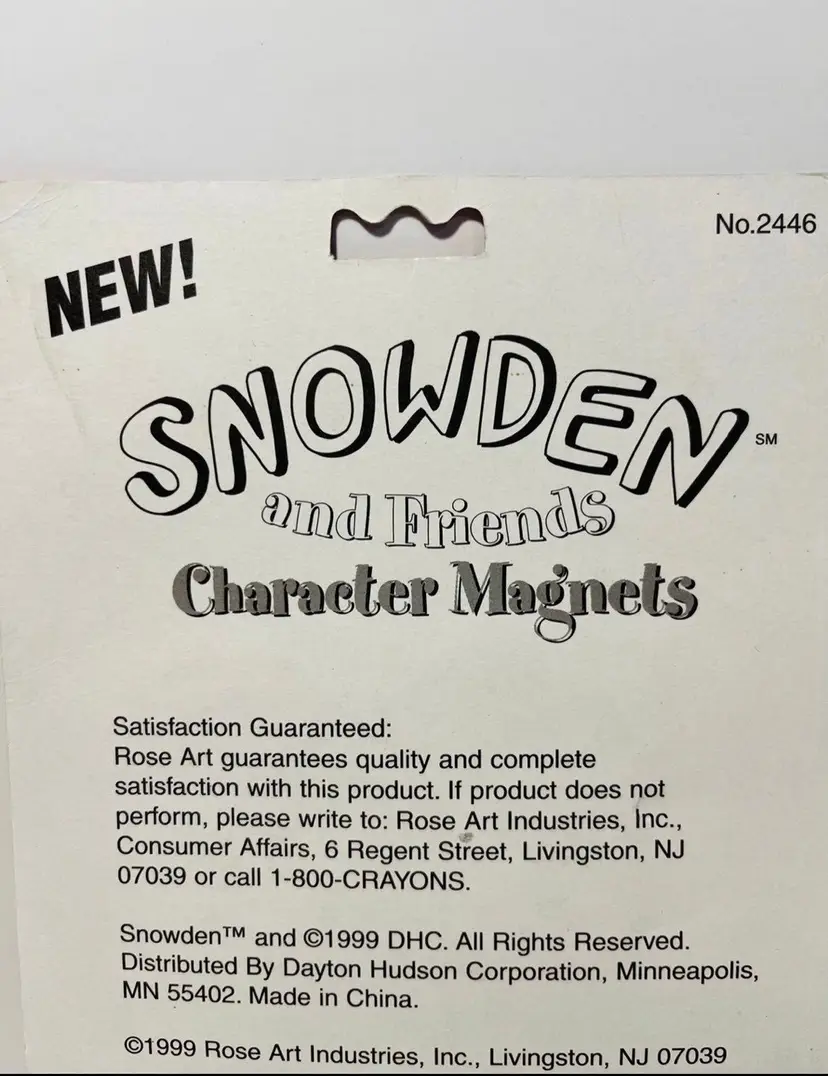 No.2446
NEW!
SNOWDEN SM
and Friends
Character Magnets
Satisfaction Guaranteed:
Rose Art guarantees quality and complete
satisfaction with this product. If product does not
perform, please write to: Rose Art Industries, Inc.,
Consumer Affairs, 6 Regent Street, Livingston, NJ
07039 or call 1-800-CRAYONS.
Snowden™ and ©1999 DHC. All Rights Reserved.
Distributed By Dayton Hudson Corporation, Minneapolis,
MN 55402. Made in China.
©1999 Rose Art Industries, Inc., Livingston, NJ 07039